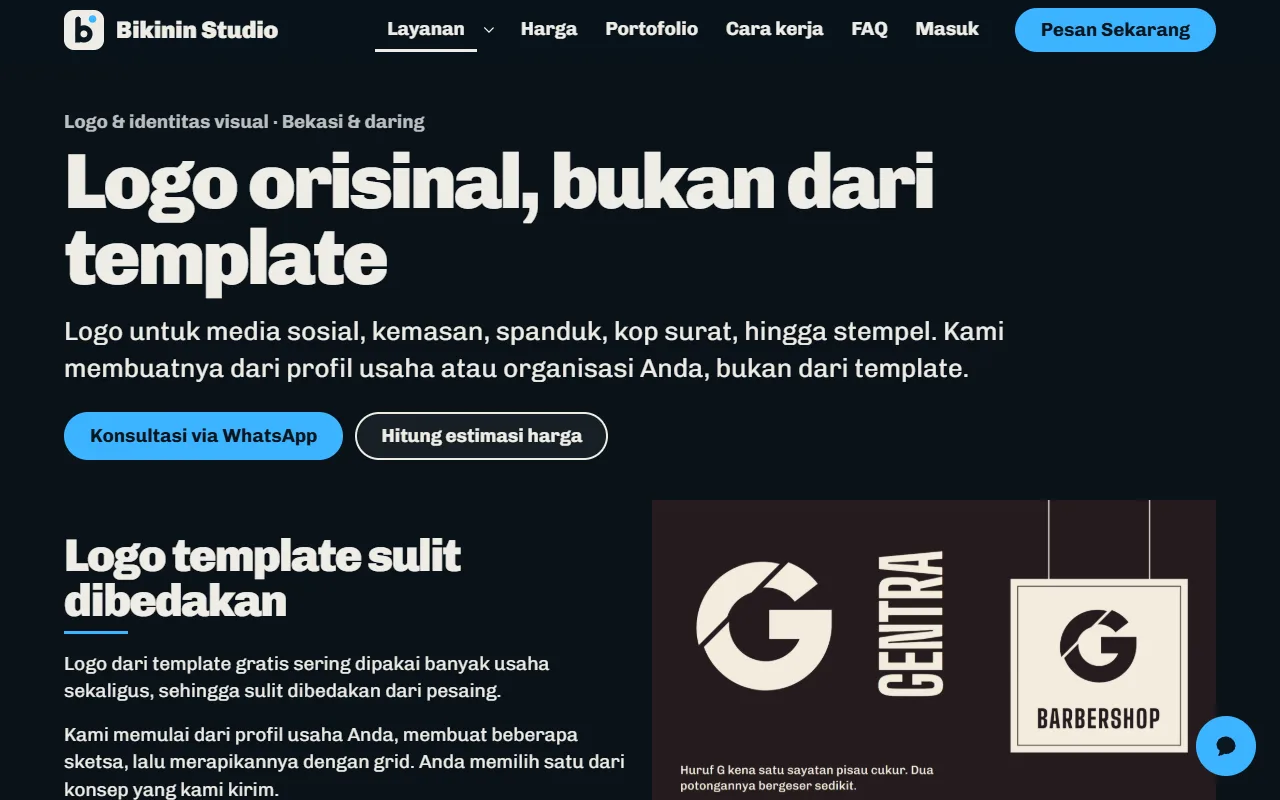 Bikinin Studio
Layanan
Harga
Portofolio
Cara kerja
FAQ
Masuk
Pesan Sekarang
Logo & identitas visual · Bekasi & daring
Logo orisinal, bukan dari
template
Logo untuk media sosial, kemasan, spanduk, kop surat, hingga stempel. Kami
membuatnya dari profil usaha atau organisasi Anda, bukan dari template.
Konsultasi via WhatsApp
Hitung estimasi harga
Logo template sulit
dibedakan
Logo dari template gratis sering dipakai banyak usaha
sekaligus, sehingga sulit dibedakan dari pesaing.
Kami memulai dari profil usaha Anda, membuat beberapa
sketsa, lalu merapikannya dengan grid. Anda memilih satu dari
konsep yang kami kirim.
G
GENTRA
G
BARBERSHOP
Huruf G kena satu sayatan pisau cukur. Dua
potongannya bergeser sedikit.